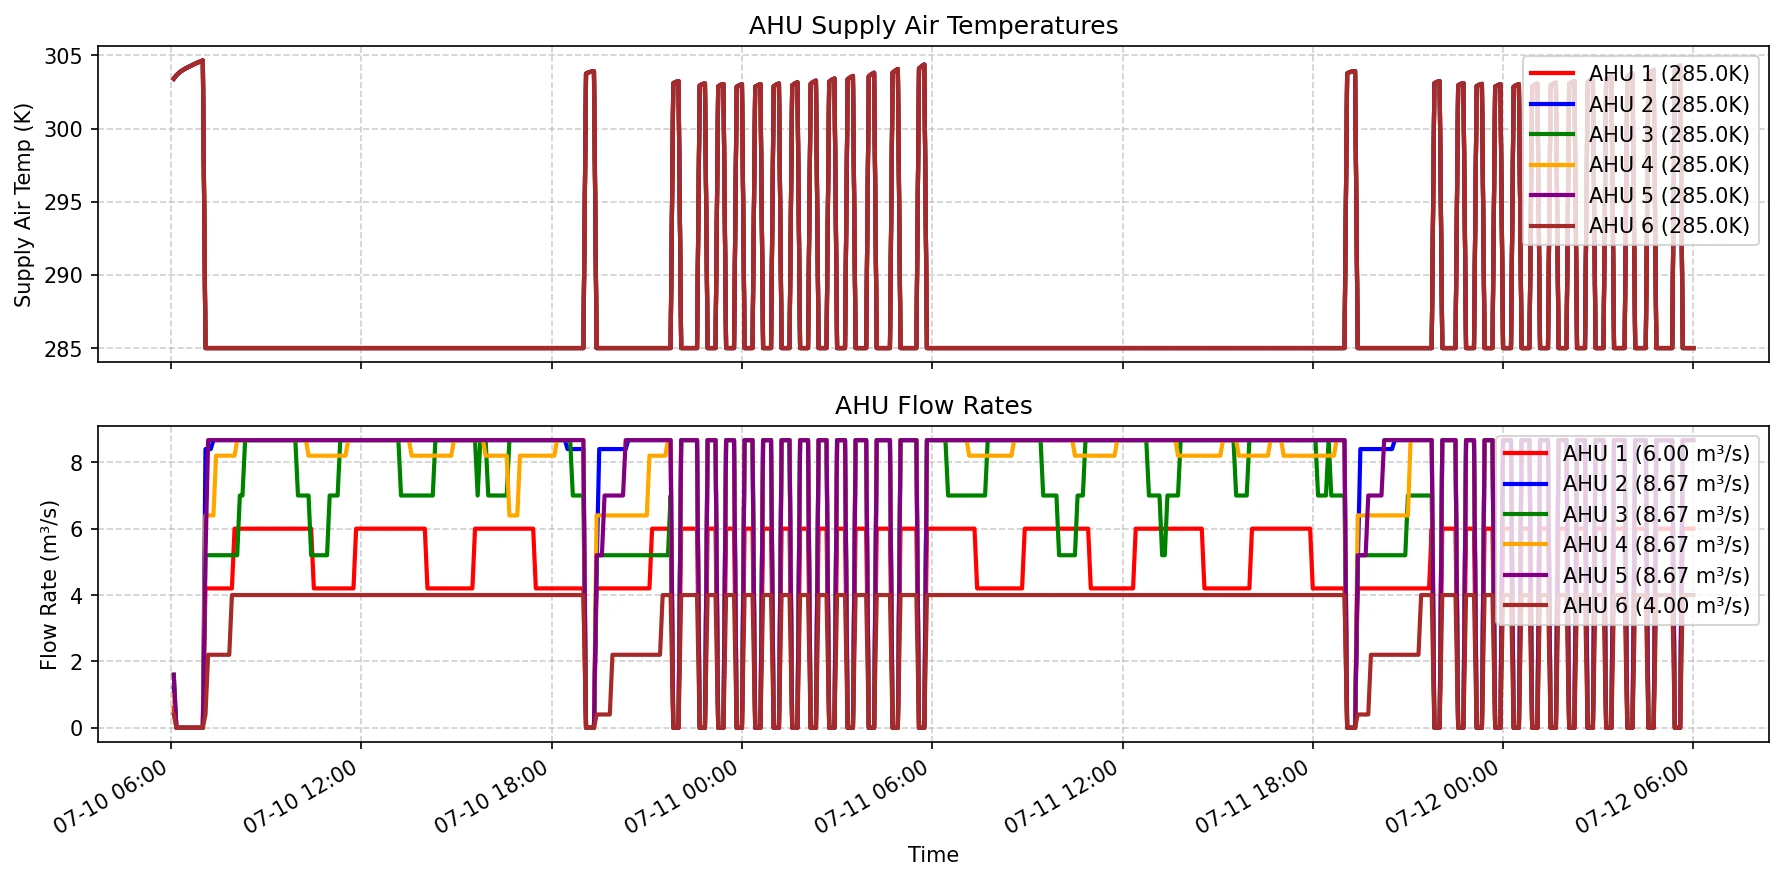 AHU Supply Air Temperatures
Supply Air Temp (K)
305
300
295
290
285
AHU 1 (285.0K)
AHU 2 (285.0K)
AHU 3 (285.0K)
AHU 4 (285.0K)
AHU 5 (285.0K)
AHU 6 (285.0K)
AHU Flow Rates
Flow Rate (m³/s)
8
6
4
2
0
AHU 1 (6.00 m³/s)
AHU 2 (8.67 m³/s)
AHU 3 (8.67 m³/s)
AHU 4 (8.67 m³/s)
AHU 5 (8.67 m³/s)
AHU 6 (4.00 m³/s)
07-10 06:00
07-10 12:00
07-10 18:00
07-11 00:00
07-11 06:00
07-11 12:00
07-11 18:00
07-12 00:00
07-12 06:00
Time